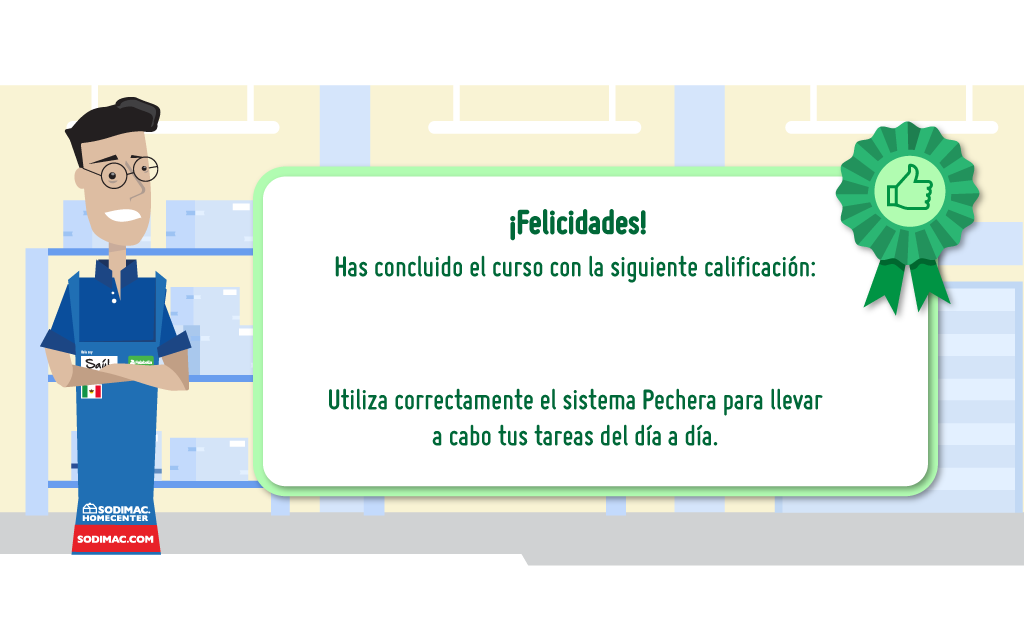 ¡Felicidades!
Has concluido el curso con la siguiente calificación:
Utiliza correctamente el sistema Pechera para llevar
a cabo tus tareas del día a día.
Saúl
SODIMAC.
HOMECENTER
SODIMAC.COM